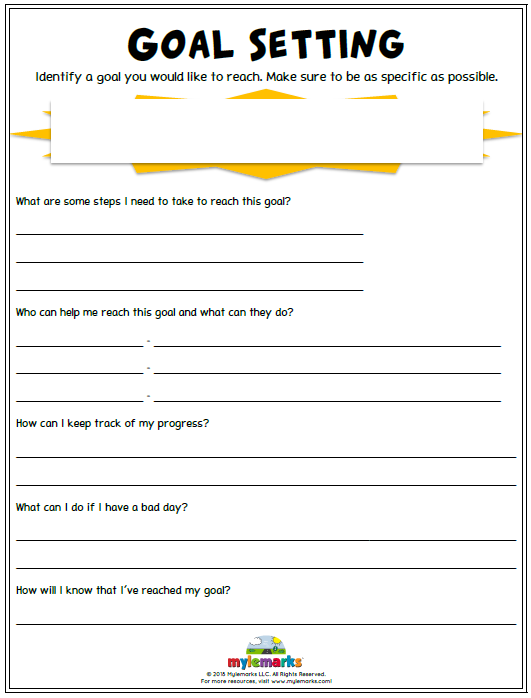 GOAL SETTING
Identify a goal you would like to reach. Make sure to be as specific as possible.
What are some steps I need to take to reach this goal?
Who can help me reach this goal and what can they do?
-
-
-
How can I keep track of my progress?
What can I do if I have a bad day?
How will I know that I've reached my goal?
mylemarks
© 2018 Mylemarks LLC. All Rights Reserved.
For more resources, visit www.mylemarks.com!